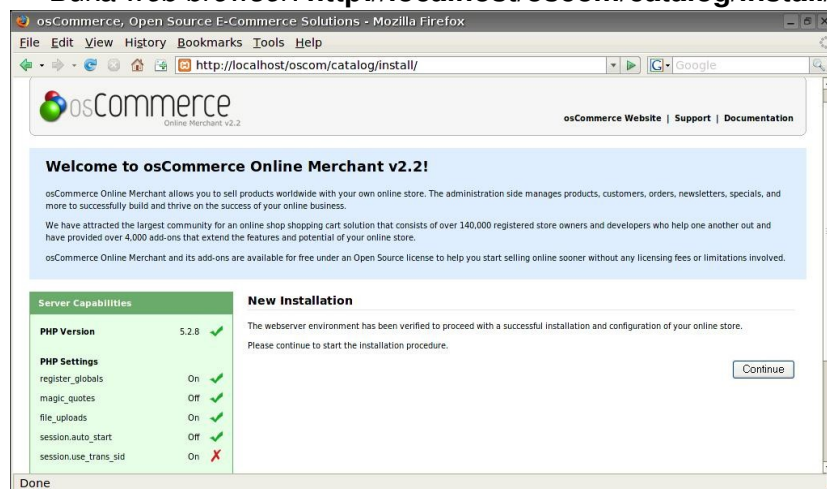 Buka web browser: http://localhost/oscom/catalog/install/
osCommerce, Open Source E-Commerce Solutions - Mozilla Firefox
File Edit View History Bookmarks Tools Help
http://localhost/oscom/catalog/install/
Google
osCommerce
Online Merchant v2.2
osCommerce Website | Support | Documentation
Welcome to osCommerce Online Merchant v2.2!
osCommerce Online Merchant allows you to sell products worldwide with your own online store. The administration side manages products, customers, orders, newsletters, specials, and
more to successfully build and thrive on the success of your online business.
We have attracted the largest community for an online shop shopping cart solution that consists of over 140,000 registered store owners and developers who help one another out and
have provided over 4,000 add-ons that extend the features and potential of your online store.
osCommerce Online Merchant and its add-ons are available for free under an Open Source license to help you start selling online sooner without any licensing fees or limitations involved.
Server Capabilities
PHP Version 5.2.8
PHP Settings
register_globals On
magic_quotes Off
file_uploads On
session.auto_start Off
session.use_trans_sid On
New Installation
The webserver environment has been verified to proceed with a successful installation and configuration of your online store.
Please continue to start the installation procedure.
Continue
Done